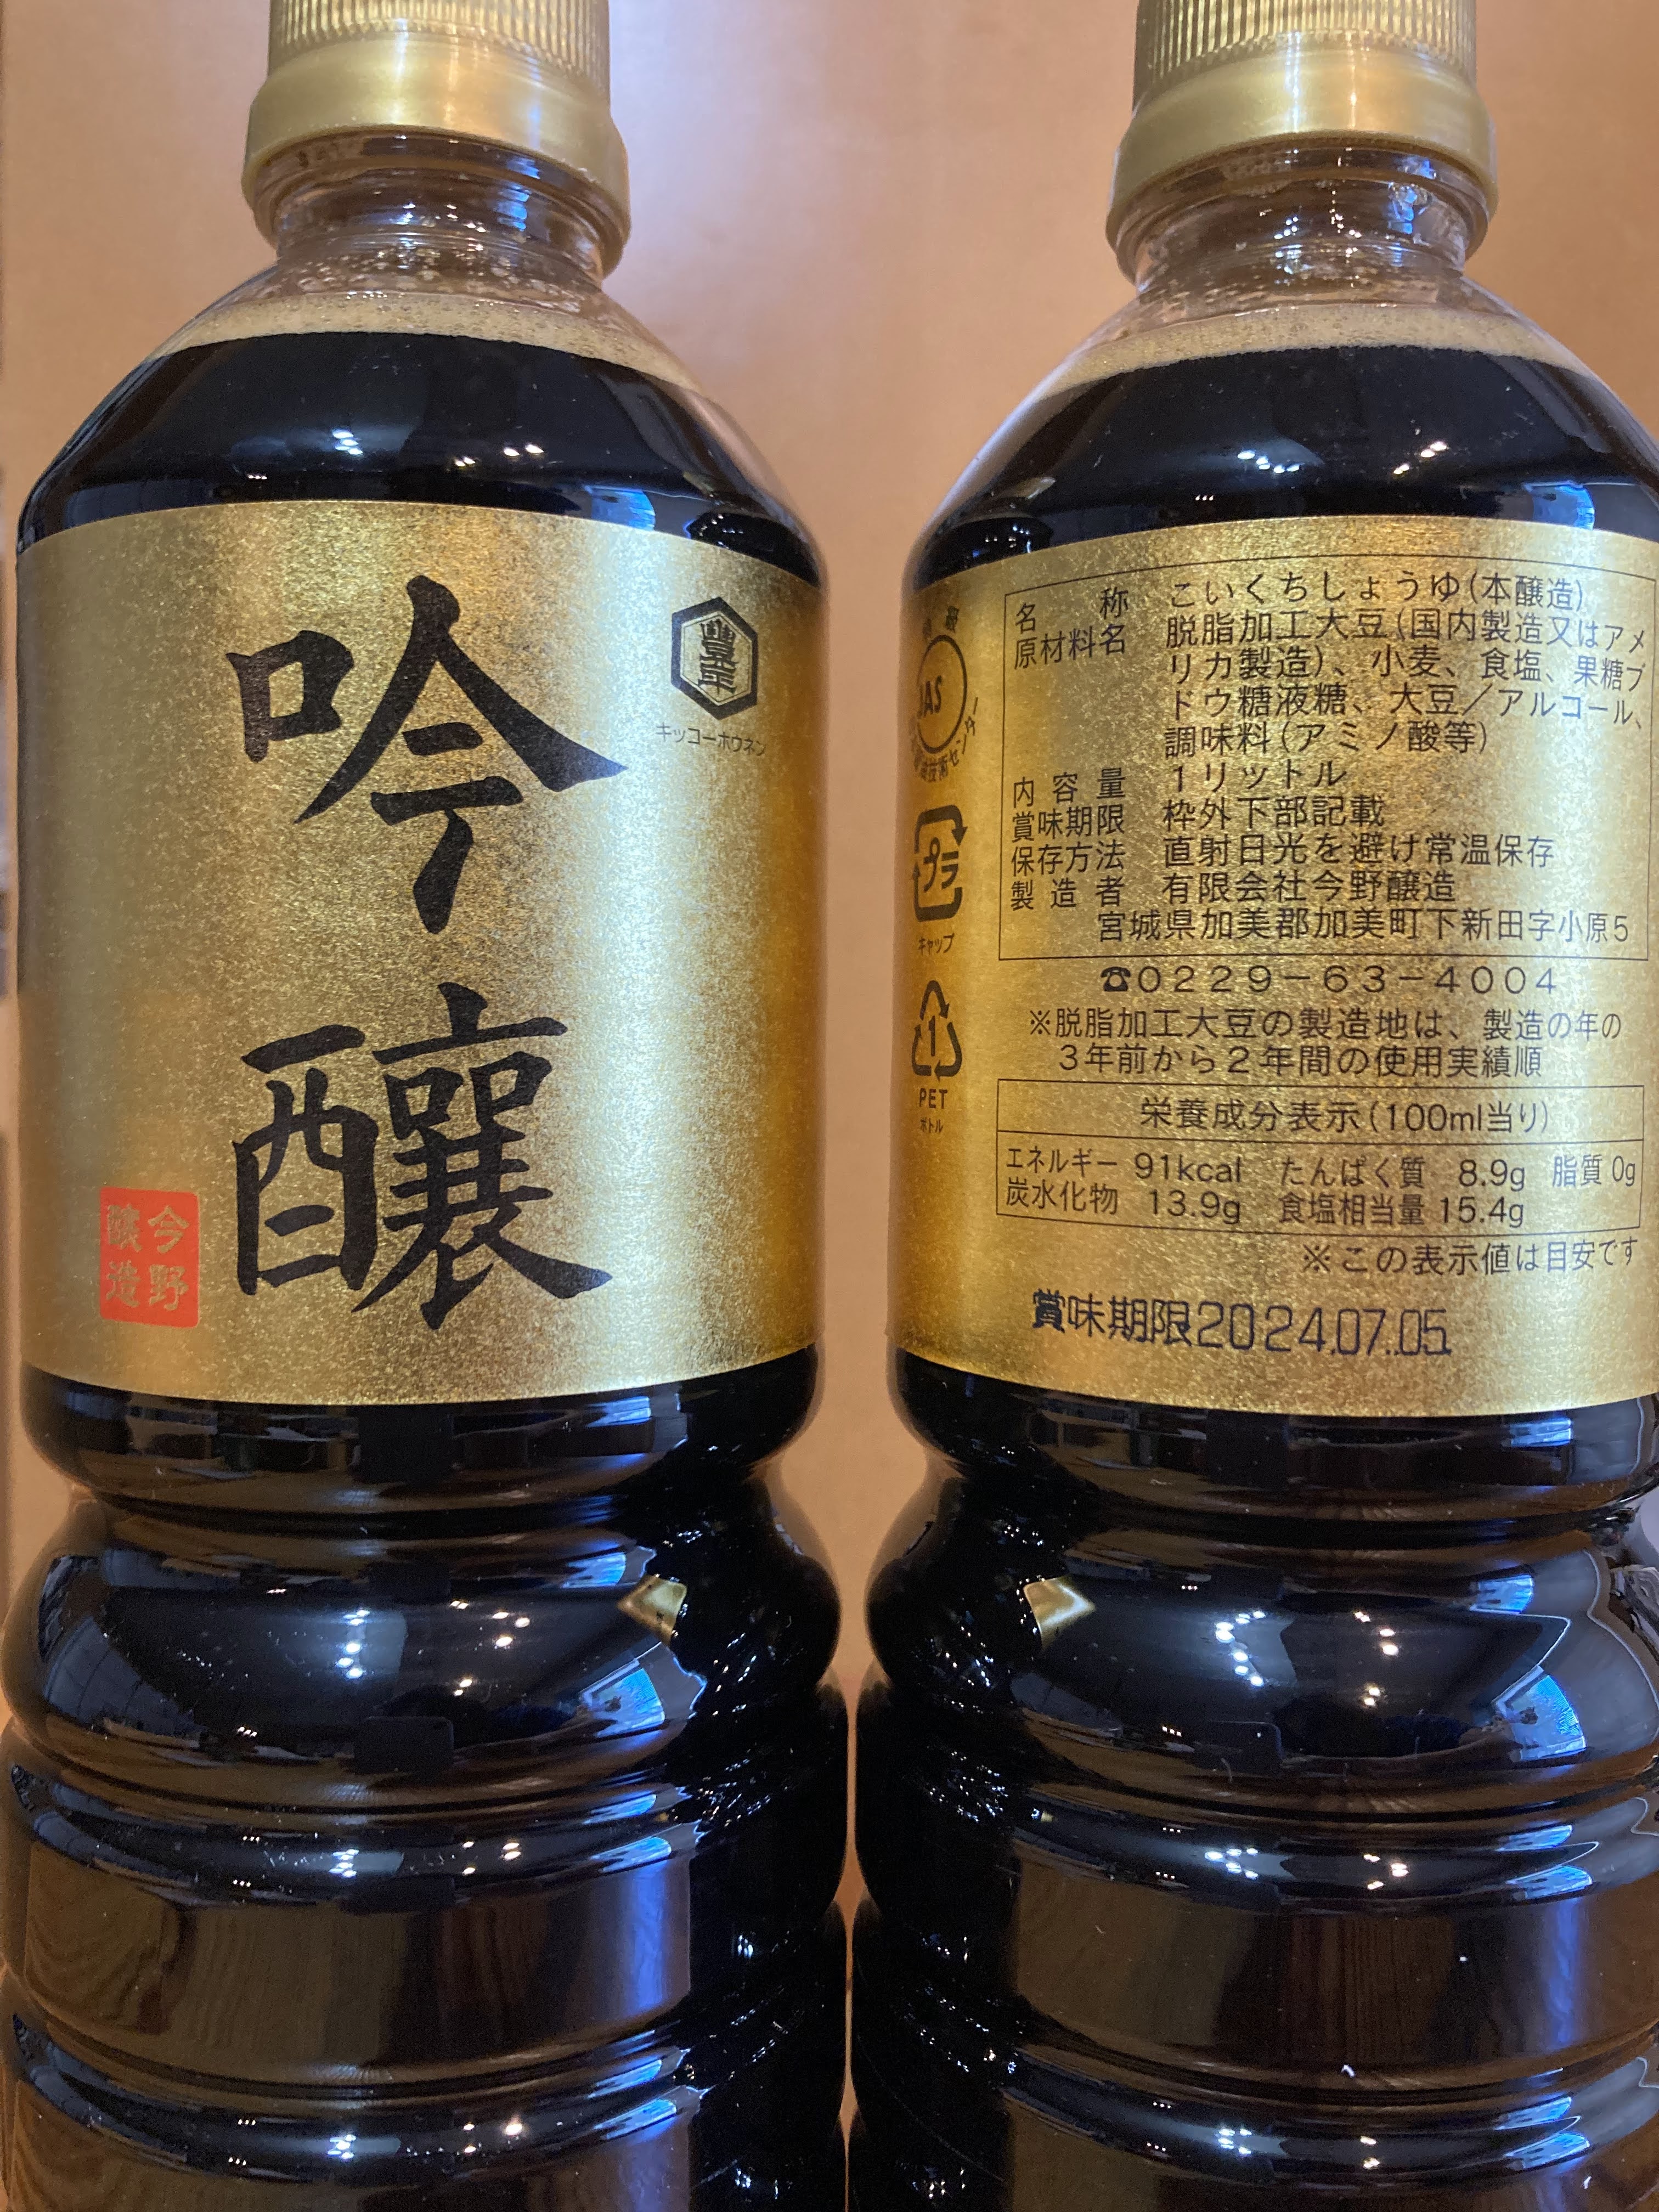 吟醸
豊年
キッコーホウネン
今野
醸造
特級
JAS
技術センター
プラ
キャップ
1
PET
ボトル
名称 こいくちしょうゆ(本醸造)
原材料名 脱脂加工大豆(国内製造又はアメ
リカ製造)、小麦、食塩、果糖ブ
ドウ糖液糖、大豆/アルコール、
調味料(アミノ酸等)
内容量 1リットル
賞味期限 枠外下部記載
保存方法 直射日光を避け常温保存
製造者 有限会社今野醸造
宮城県加美郡加美町下新田字小原5
☎0229-63-4004
※脱脂加工大豆の製造地は、製造の年の
3年前から2年間の使用実績順
栄養成分表示(100ml当り)
エネルギー 91kcal たんぱく質 8.9g 脂質 0g
炭水化物 13.9g 食塩相当量 15.4g
※この表示値は目安です
賞味期限2024.07.05